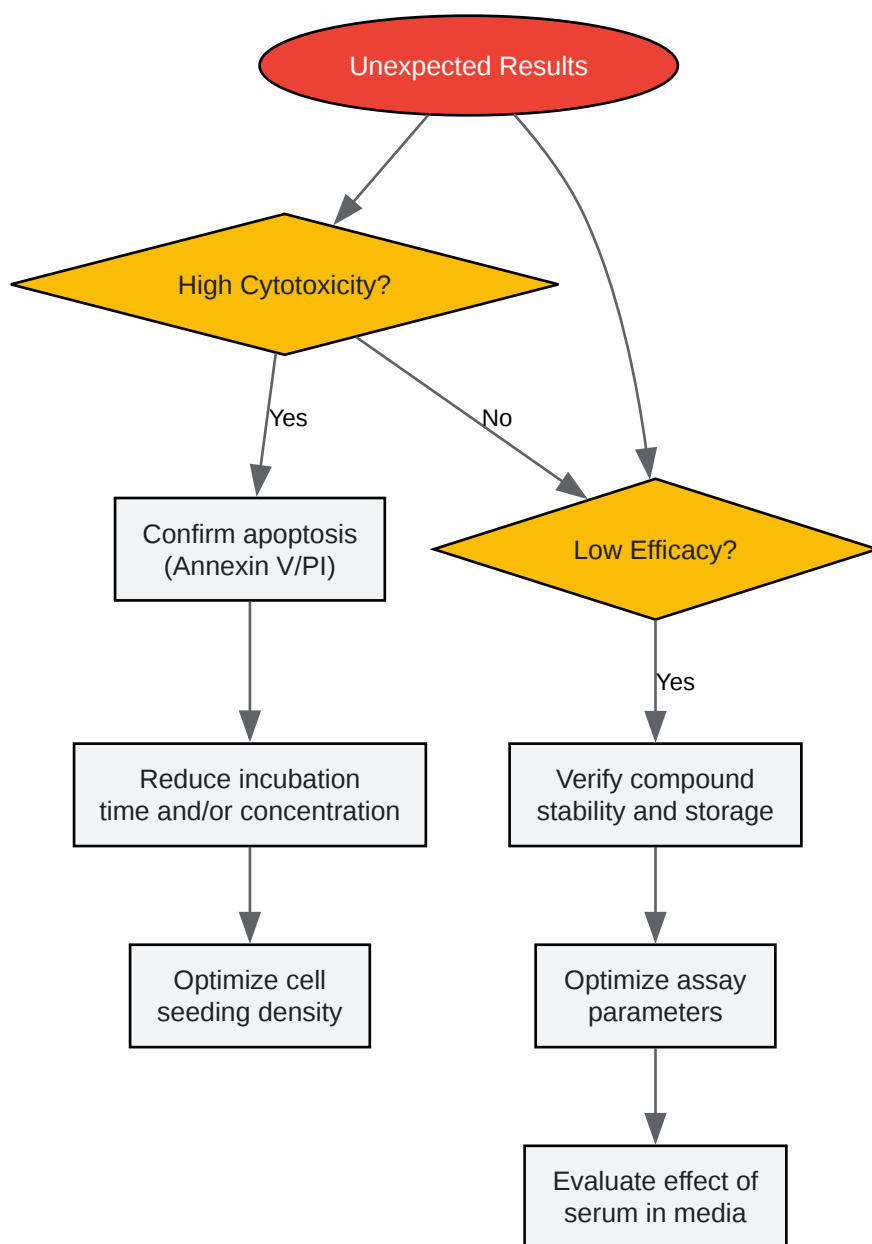 Unexpected Results
High Cytotoxicity?
Yes
No
Confirm apoptosis
(Annexin V/PI)
Low Efficacy?
Yes
Reduce incubation
time and/or concentration
Verify compound
stability and storage
Optimize cell
seeding density
Optimize assay
parameters
Evaluate effect of
serum in media